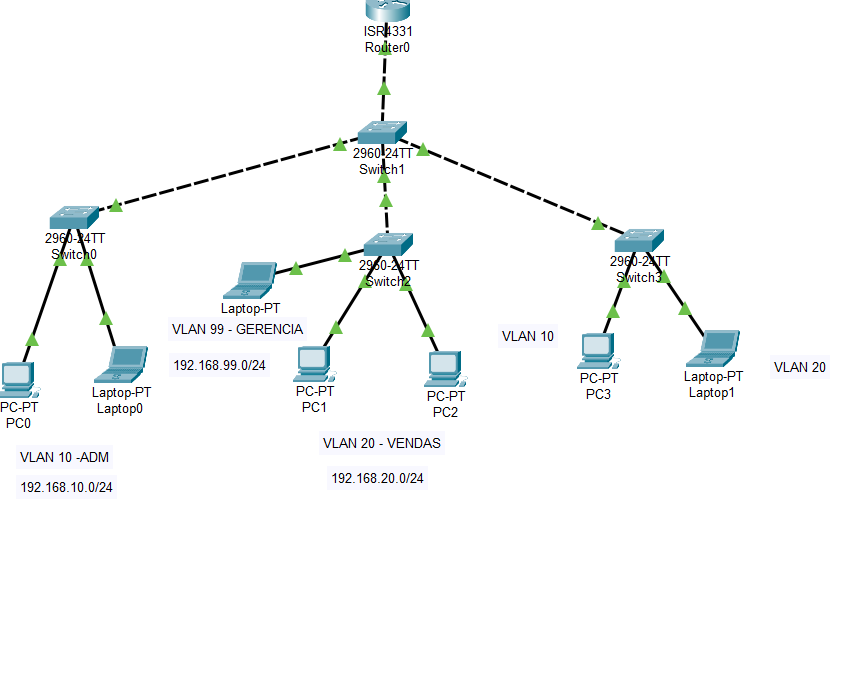 ISR4331
Router0
2960-24TT
Switch1
2960-24TT
Switch0
2960-24TT
Switch2
2960-24TT
Switch3
Laptop-PT
VLAN 99 - GERENCIA
192.168.99.0/24
VLAN 10
VLAN 20
PC-PT
PC0
Laptop-PT
Laptop0
PC-PT
PC1
PC-PT
PC2
PC-PT
PC3
Laptop-PT
Laptop1
VLAN 10 -ADM
192.168.10.0/24
VLAN 20 - VENDAS
192.168.20.0/24